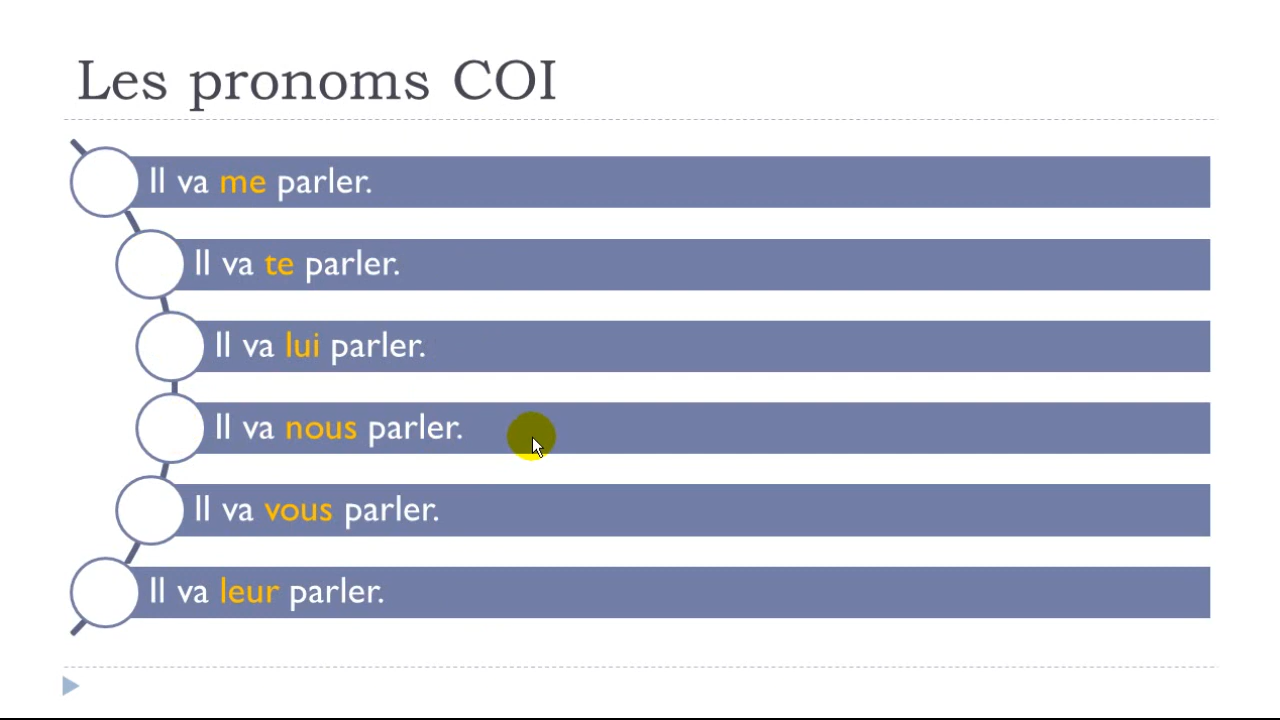 Les pronoms COI
Il va me parler.
Il va te parler.
Il va lui parler.
Il va nous parler.
Il va vous parler.
Il va leur parler.